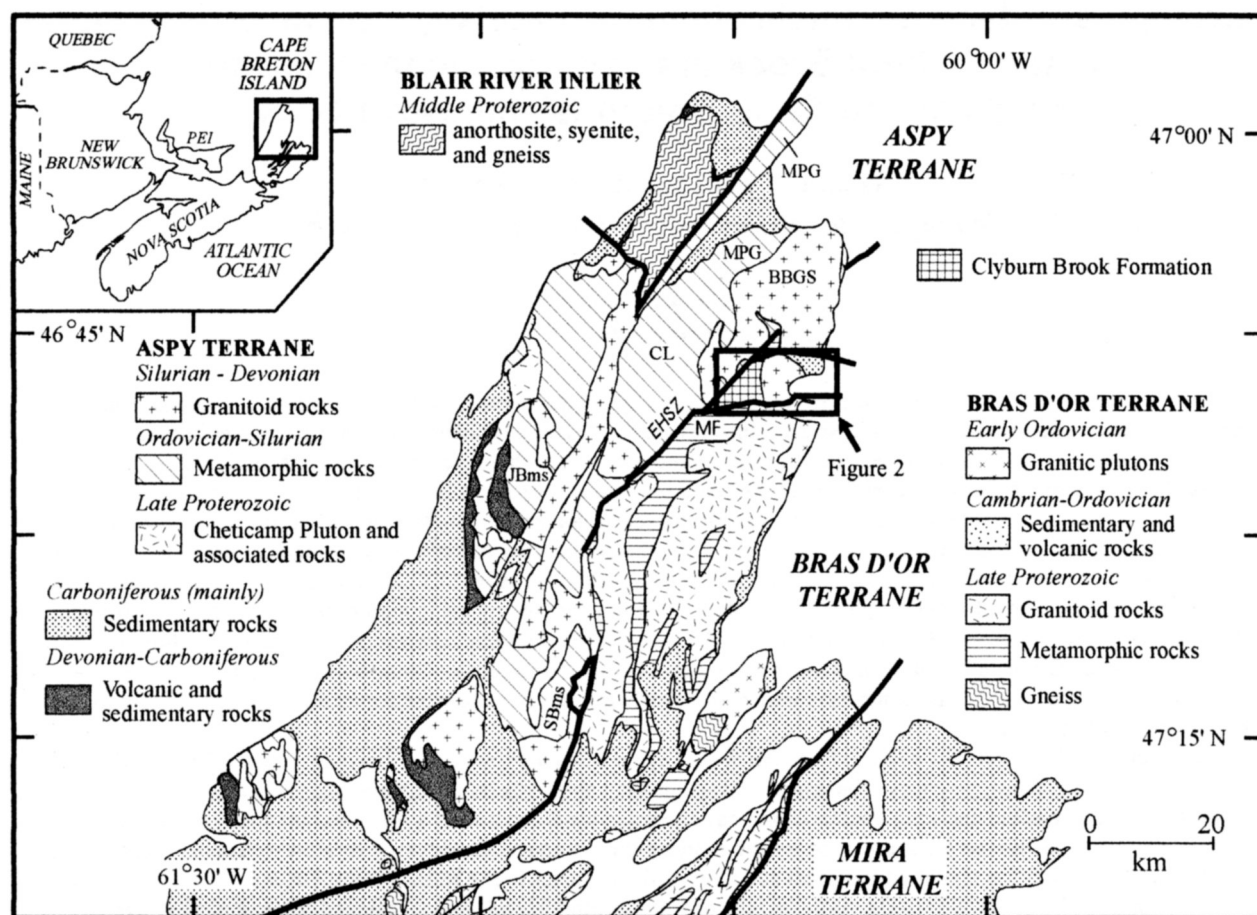 QUEBEC
CAPE
BRETON
ISLAND
NEW
BRUNSWICK
PEI
MAINE
NOVA SCOTIA
ATLANTIC
OCEAN
BLAIR RIVER INLIER
Middle Proterozoic
anorthosite, syenite,
and gneiss
60°00' W
47°00' N
ASPY
TERRANE
MPG
MPG
BBGS
Clyburn Brook Formation
46°45' N
ASPY TERRANE
Silurian - Devonian
Granitoid rocks
Ordovician-Silurian
Metamorphic rocks
Late Proterozoic
Cheticamp Pluton and
associated rocks
Carboniferous (mainly)
Sedimentary rocks
Devonian-Carboniferous
Volcanic and
sedimentary rocks
CL
EHSZ
MF
JBms
SBms
Figure 2
BRAS D'OR
TERRANE
BRAS D'OR TERRANE
Early Ordovician
Granitic plutons
Cambrian-Ordovician
Sedimentary and
volcanic rocks
Late Proterozoic
Granitoid rocks
Metamorphic rocks
Gneiss
47°15' N
0 20
km
61°30' W
MIRA
TERRANE